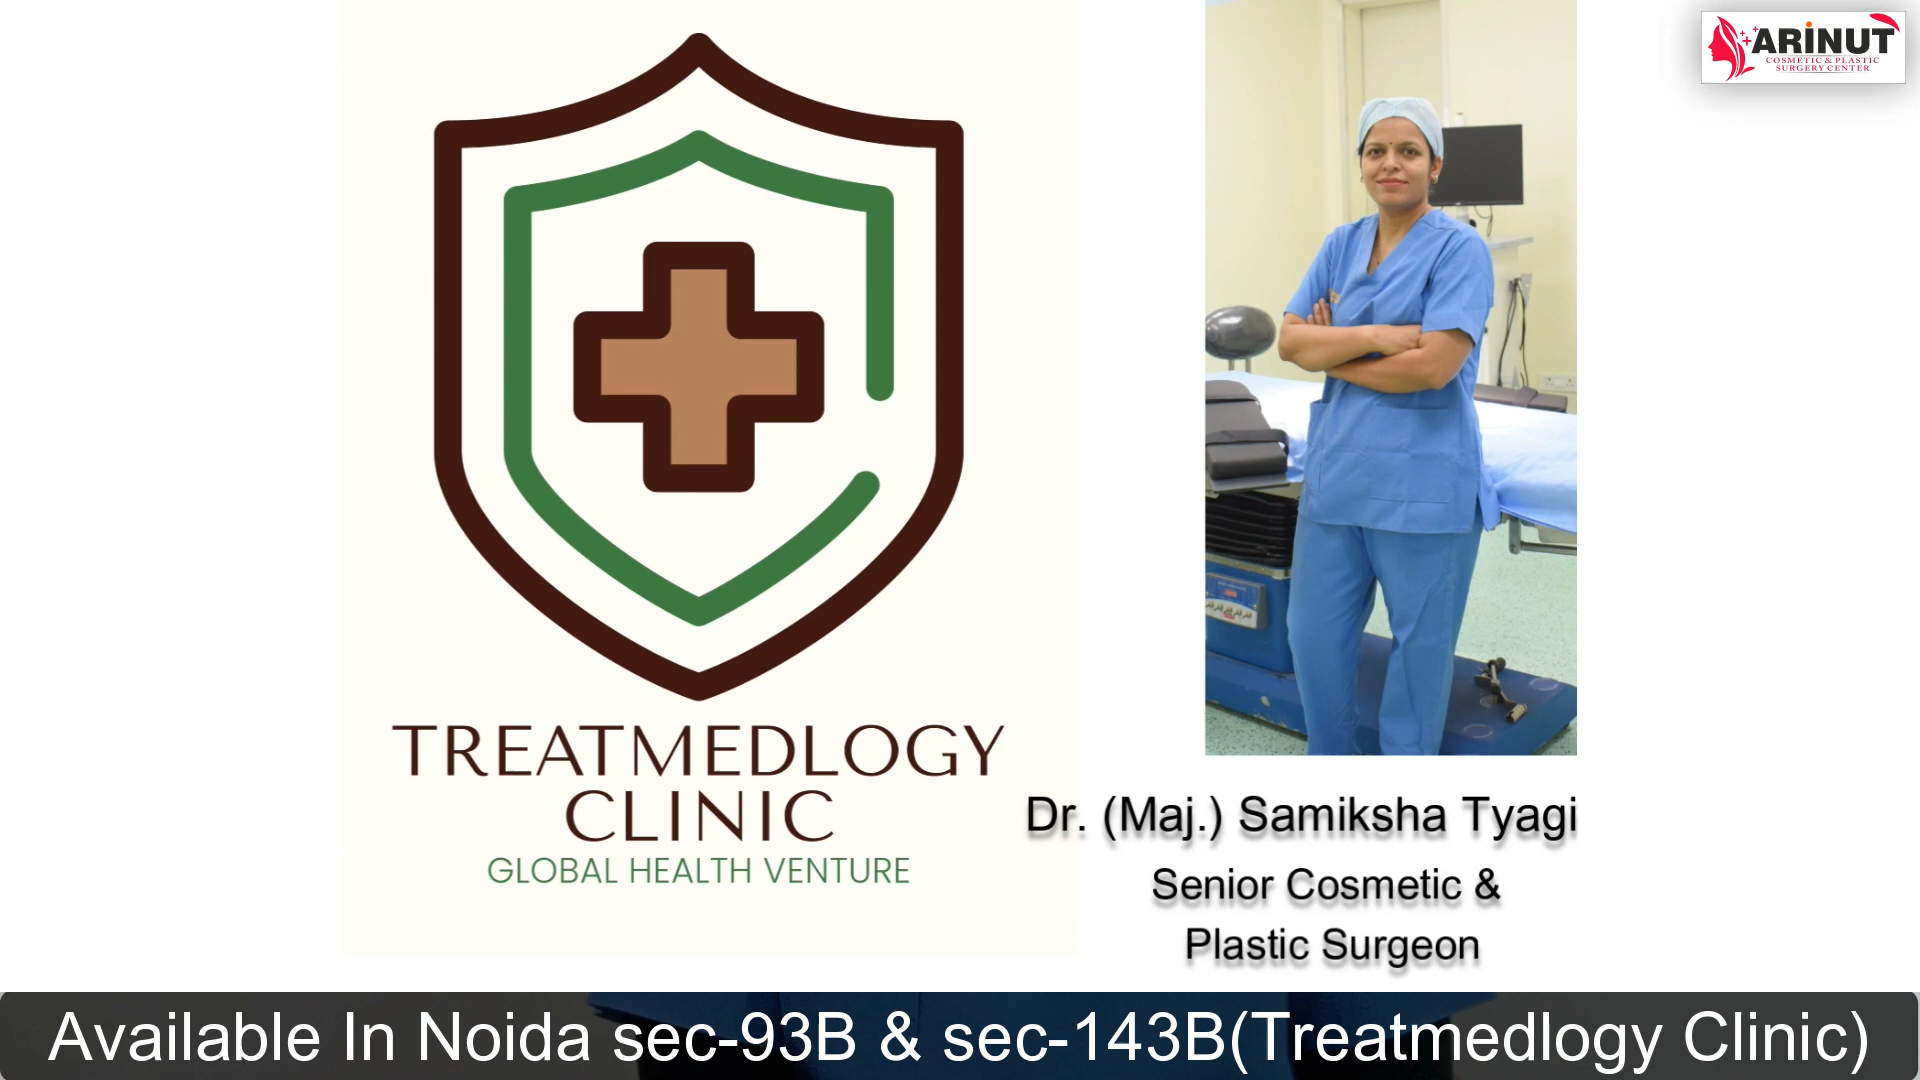 ARiNUT
COSMETIC & PLASTIC
SURGERY CENTER
TREATMEDLOGY
CLINIC
GLOBAL HEALTH VENTURE
Dr. (Maj.) Samiksha Tyagi
Senior Cosmetic &
Plastic Surgeon
Available In Noida sec-93B & sec-143B(Treatmedlogy Clinic)